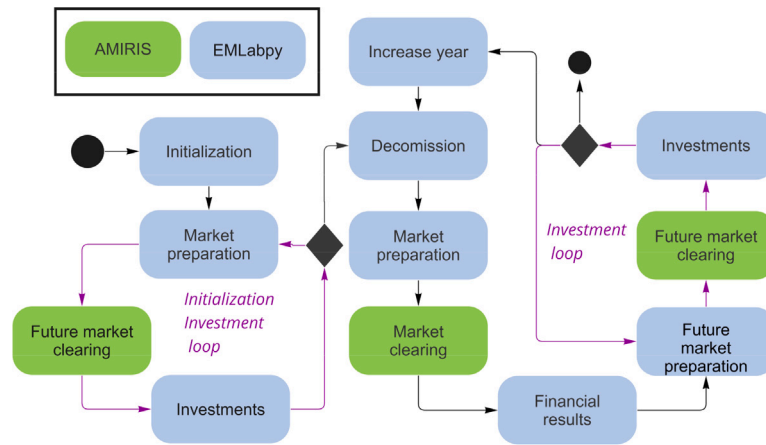 AMIRIS
EMLabpy
Increase year
Initialization
Decomission
Investments
Market
preparation
Market
preparation
Investment
loop
Future market
clearing
Initialization
Investment
loop
Future market
clearing
Market
clearing
Future
market
preparation
Investments
Financial
results